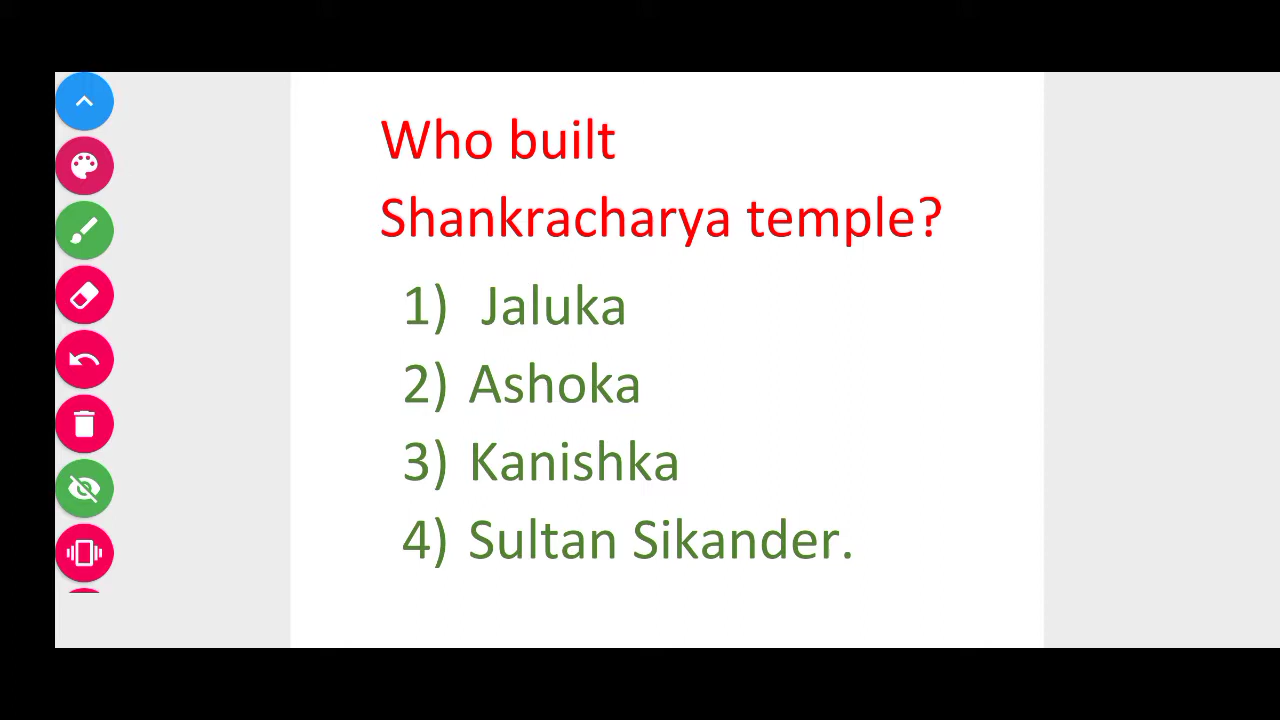 Who built
Shankracharya temple?
1) Jaluka
2) Ashoka
3) Kanishka
4) Sultan Sikander.